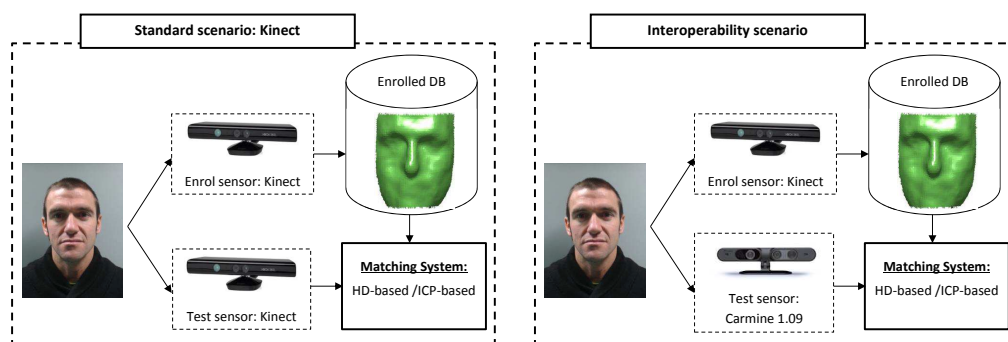 Standard scenario: Kinect
Enrolled DB
Enrol sensor: Kinect
Test sensor: Kinect
Matching System:
HD-based /ICP-based
Interoperability scenario
Enrolled DB
Enrol sensor: Kinect
Test sensor:
Carmine 1.09
Matching System:
HD-based /ICP-based